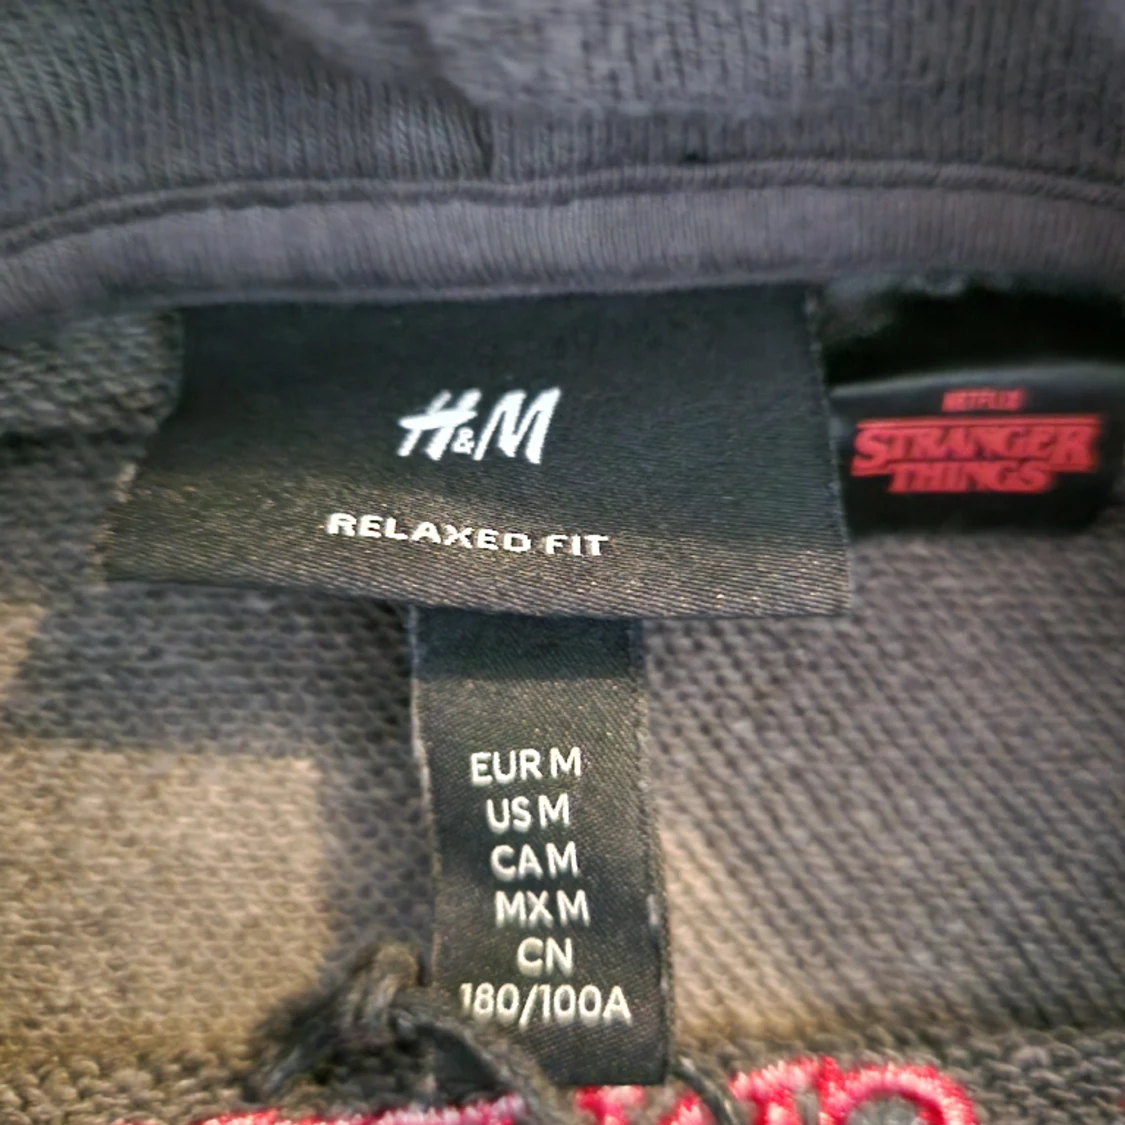 H&M
RELAXED FIT
NETFLIX
STRANGER
THINGS
EUR M
US M
CA M
MX M
CN
180/100A